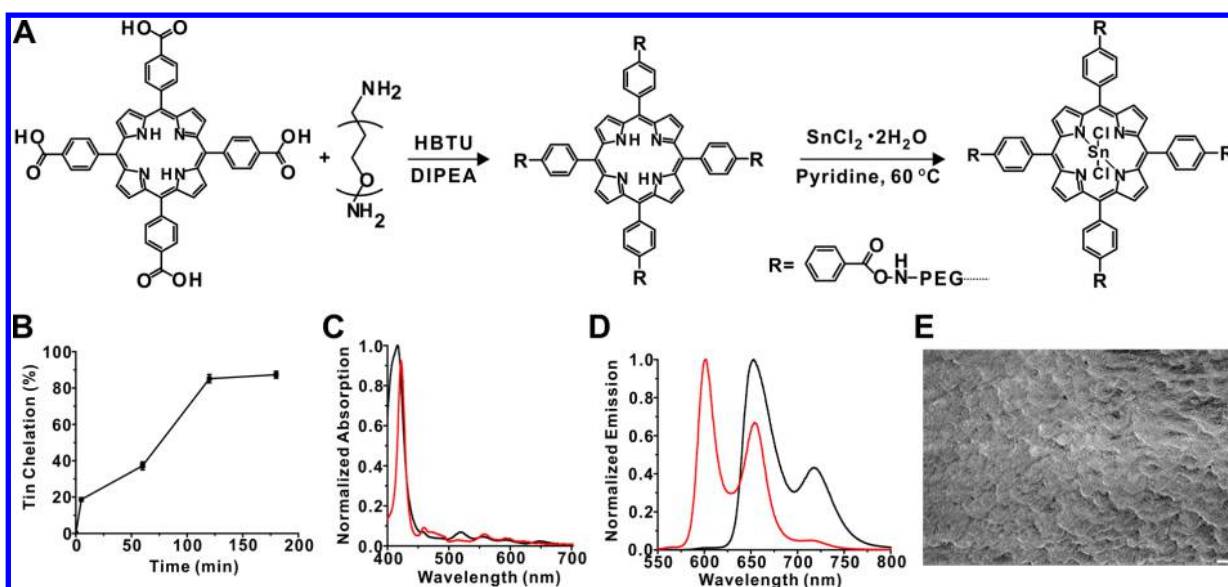 A
HO
O
O
HO
OH
O
O
OH
NH
N
N
HN
NH2
O
NH2
+
HBTU
DIPEA
R
R
R
R
NH
N
N
HN
SnCl2 •2H2O
Pyridine, 60 °C
R
R
R
R
N
Cl
N
Sn
N
Cl
N
R=
O
O-N-PEG
H
B
Tin Chelation (%)
100
80
60
40
20
0
0
50
100
150
200
Time (min)
C
Normalized Absorption
1.0
0.8
0.6
0.4
0.2
0.0
400
500
600
700
Wavelength (nm)
D
Normalized Emission
1.0
0.8
0.6
0.4
0.2
0.0
550
600
650
700
750
800
Wavelength (nm)
E